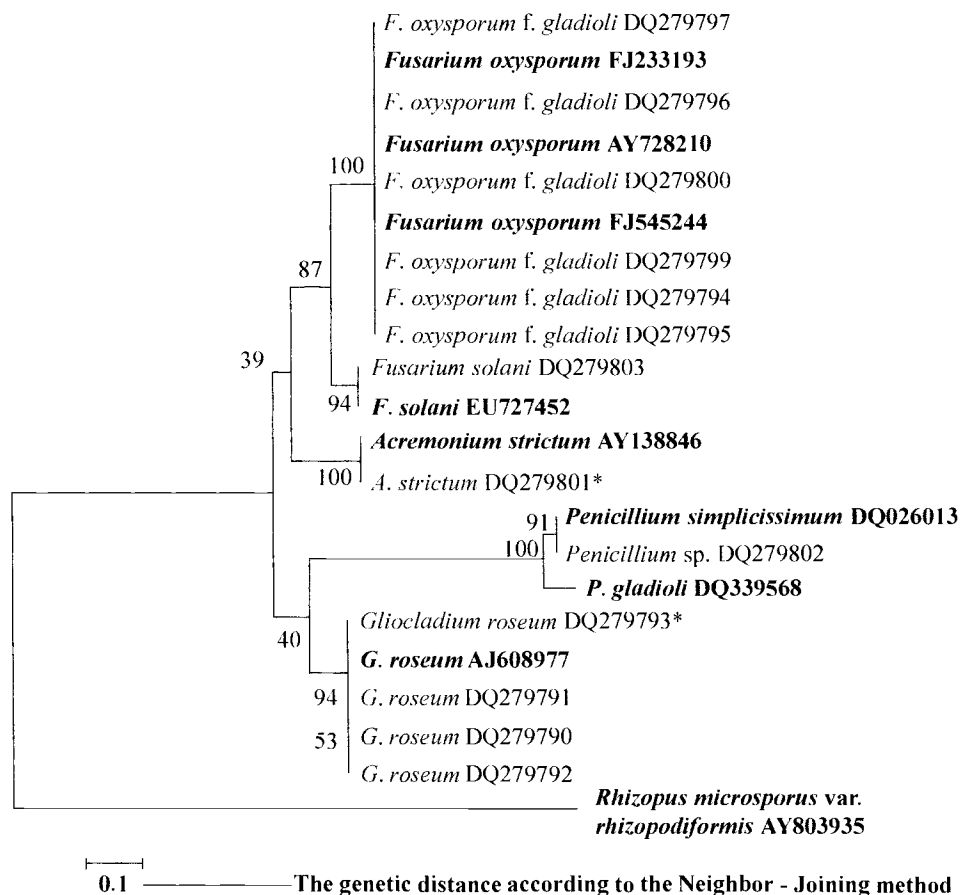 F. oxysporum f. gladioli DQ279797
Fusarium oxysporum FJ233193
F. oxysporum f. gladioli DQ279796
Fusarium oxysporum AY728210
100
F. oxysporum f. gladioli DQ279800
Fusarium oxysporum FJ545244
87
F. oxysporum f. gladioli DQ279799
F. oxysporum f. gladioli DQ279794
F. oxysporum f. gladioli DQ279795
39
Fusarium solani DQ279803
94
F. solani EU727452
Acremonium strictum AY138846
100
A. strictum DQ279801*
91
Penicillium simplicissimum DQ026013
100
Penicillium sp. DQ279802
P. gladioli DQ339568
Gliocladium roseum DQ279793*
40
G. roseum AJ608977
94
G. roseum DQ279791
53
G. roseum DQ279790
G. roseum DQ279792
Rhizopus microsporus var.
rhizopodiformis AY803935
0.1
The genetic distance according to the Neighbor - Joining method